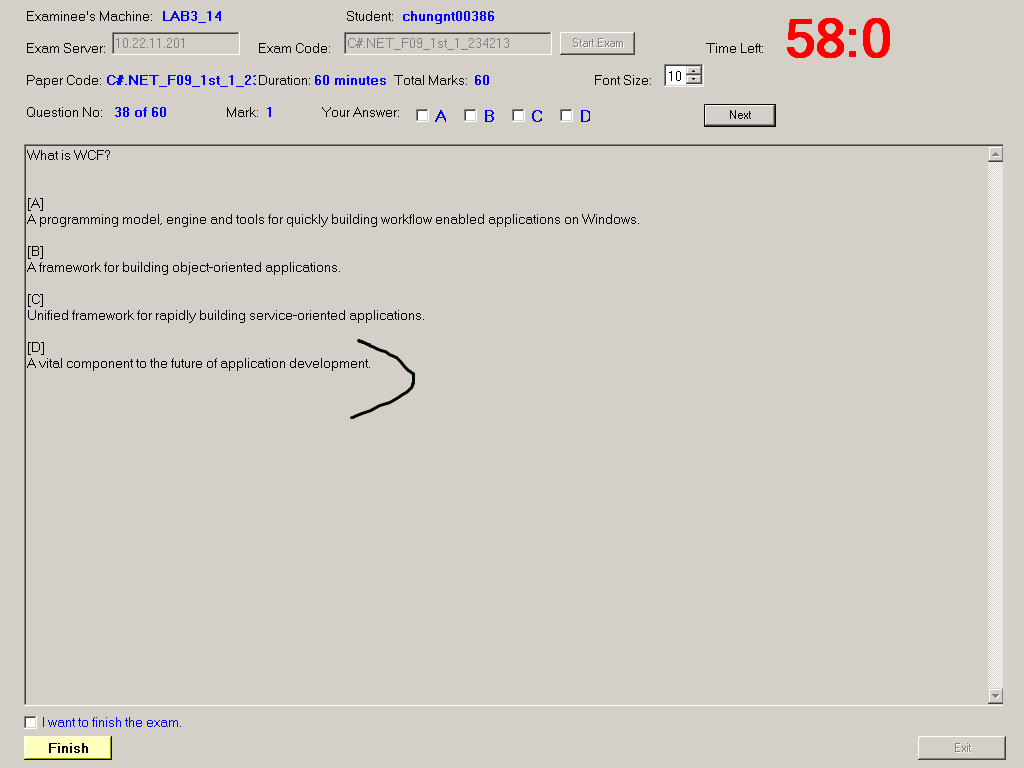 Examinee's Machine: LAB3_14 Student: chungnt00386
Exam Server: 10.22.11.201 Exam Code: C#.NET_F09_1st_1_234213 Start Exam Time Left: 58:0
Paper Code: C#.NET_F09_1st_1_23 Duration: 60 minutes Total Marks: 60 Font Size: 10
Question No: 38 of 60 Mark: 1 Your Answer: A B C D Next
What is WCF?
[A]
A programming model, engine and tools for quickly building workflow enabled applications on Windows.
[B]
A framework for building object-oriented applications.
[C]
Unified framework for rapidly building service-oriented applications.
[D]
A vital component to the future of application development.
I want to finish the exam.
Finish Exit